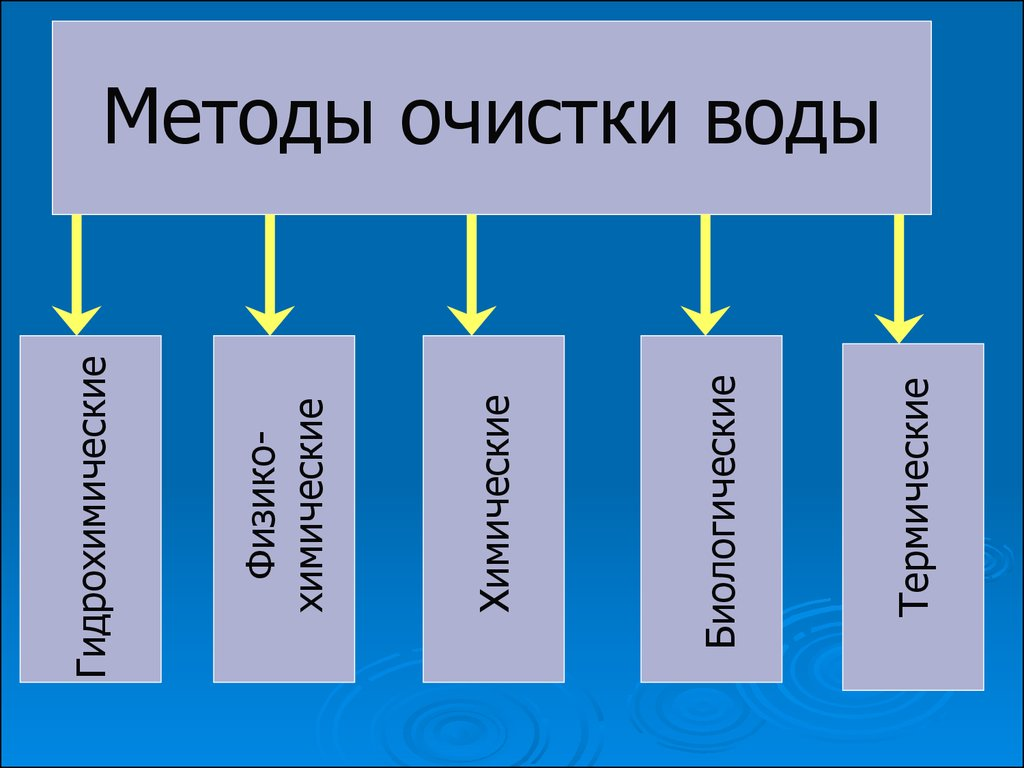 Методы очистки воды
Гидрохимические
Физико-
химические
Химические
Биологические
Термические